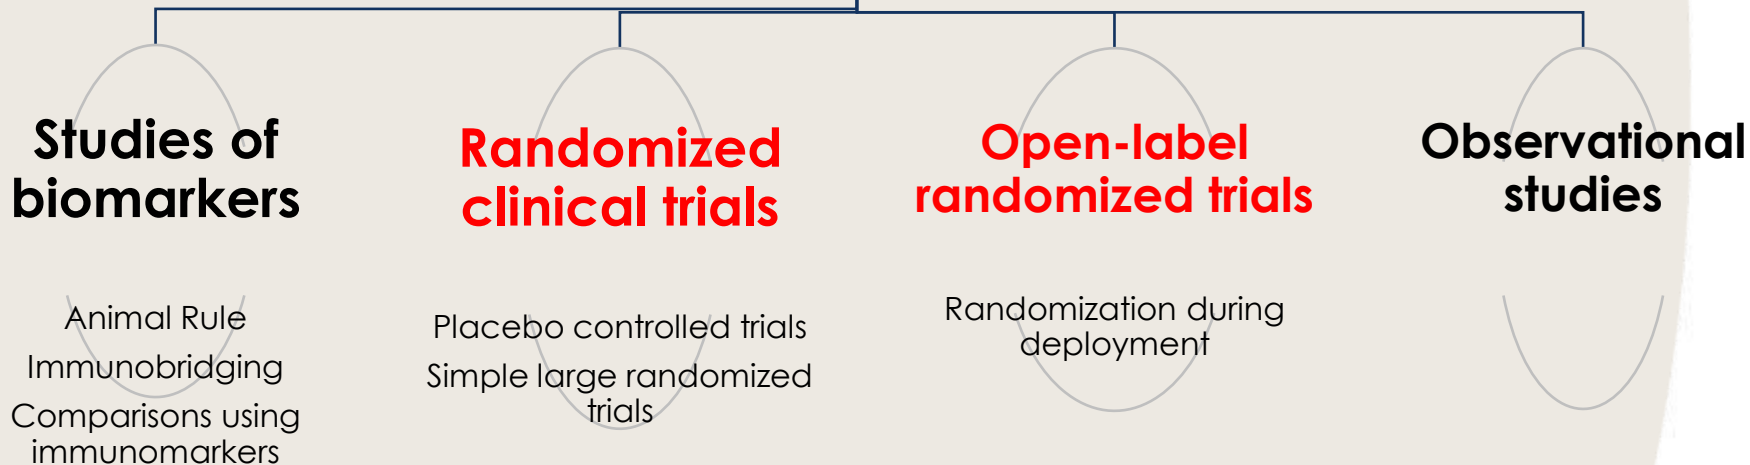 Studies of
biomarkers
Animal Rule
Immunobridging
Comparisons using
immunomarkers
Randomized
clinical trials
Placebo controlled trials
Simple large randomized
trials
Open-label
randomized trials
Randomization during
deployment
Observational
studies